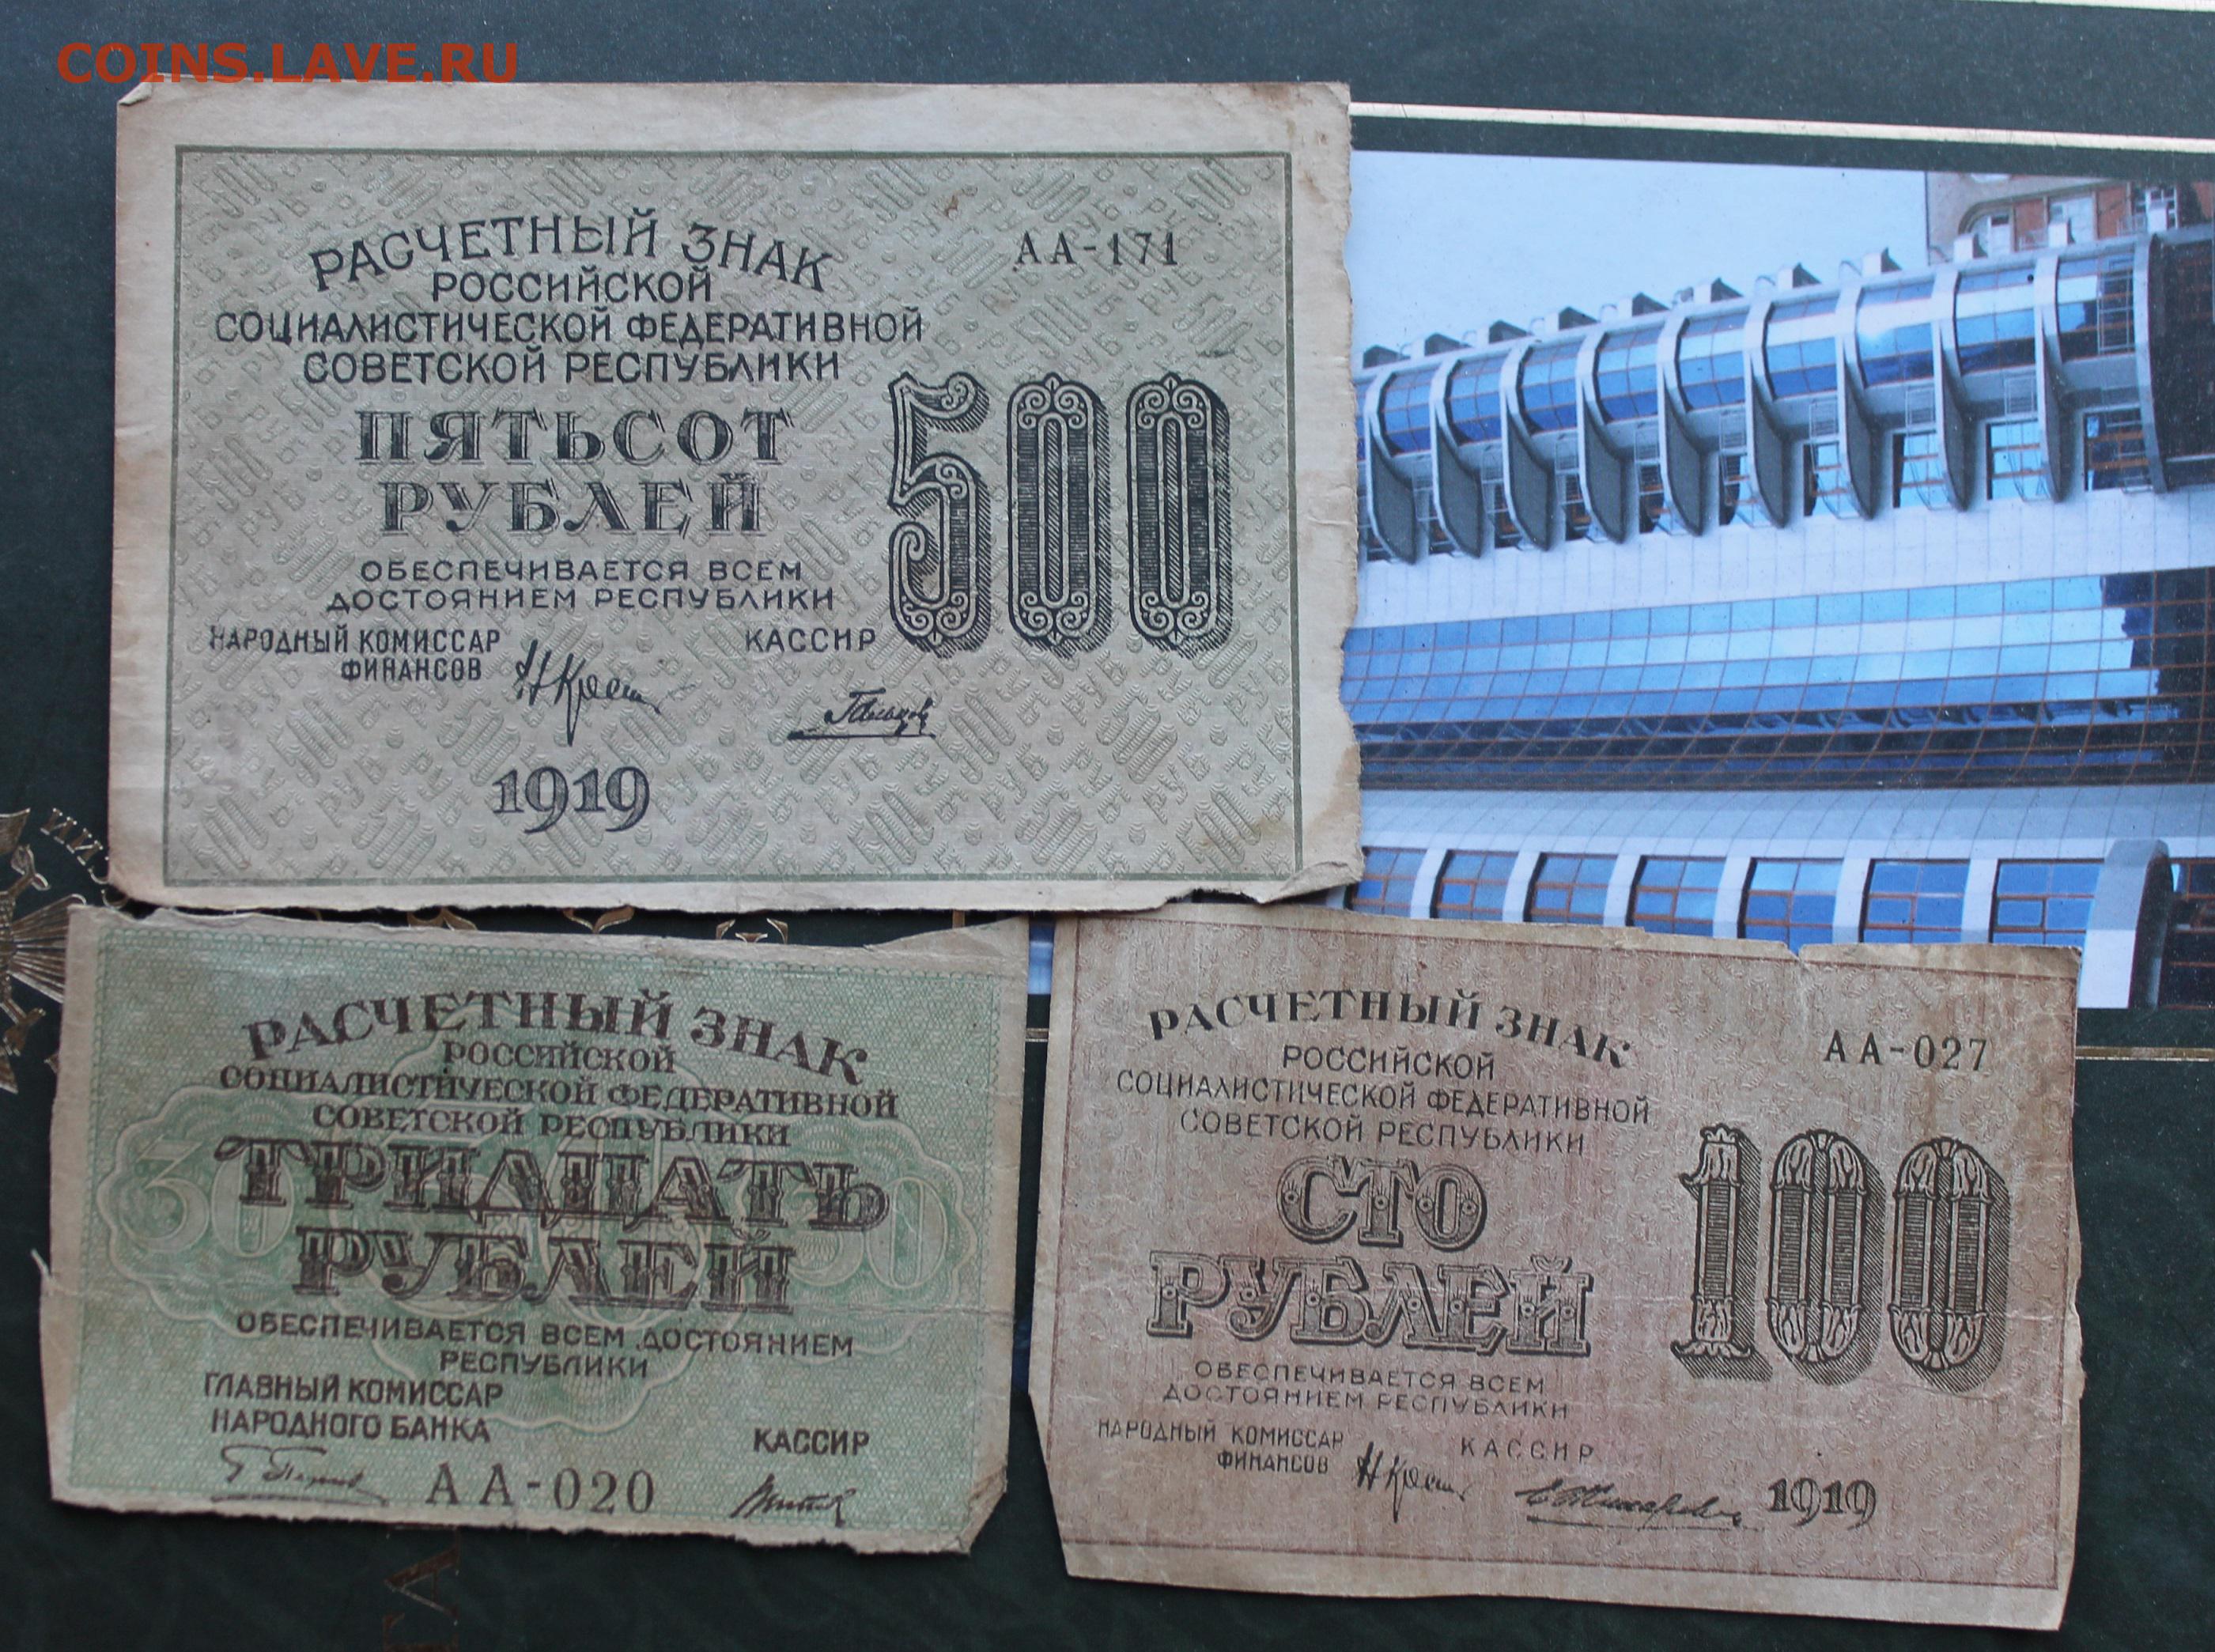 COINS.LAVE.RU
РАСЧЕТНЫЙ ЗНАК
РОССИЙСКОЙ
СОЦИАЛИСТИЧЕСКОЙ ФЕДЕРАТИВНОЙ
СОВЕТСКОЙ РЕСПУБЛИКИ
АА-171
ПЯТЬСОТ
РУБЛЕЙ
500
ОБЕСПЕЧИВАЕТСЯ ВСЕМ
ДОСТОЯНИЕМ РЕСПУБЛИКИ
НАРОДНЫЙ КОМИССАР
ФИНАНСОВ
КАССИР
1919
РАСЧЕТНЫЙ ЗНАК
РОССИЙСКОЙ
СОЦИАЛИСТИЧЕСКОЙ ФЕДЕРАТИВНОЙ
СОВЕТСКОЙ РЕСПУБЛИКИ
30 30
ТРИДЦАТЬ
РУБЛЕЙ
ОБЕСПЕЧИВАЕТСЯ ВСЕМ ДОСТОЯНИЕМ
РЕСПУБЛИКИ
ГЛАВНЫЙ КОМИССАР
НАРОДНОГО БАНКА
КАССИР
АА-020
РАСЧЕТНЫЙ ЗНАК
РОССИЙСКОЙ
СОЦИАЛИСТИЧЕСКОЙ ФЕДЕРАТИВНОЙ
СОВЕТСКОЙ РЕСПУБЛИКИ
АА-027
СТО
РУБЛЕЙ
100
ОБЕСПЕЧИВАЕТСЯ ВСЕМ
ДОСТОЯНИЕМ РЕСПУБЛИКИ
НАРОДНЫЙ КОМИССАР
ФИНАНСОВ
КАССИР
1919